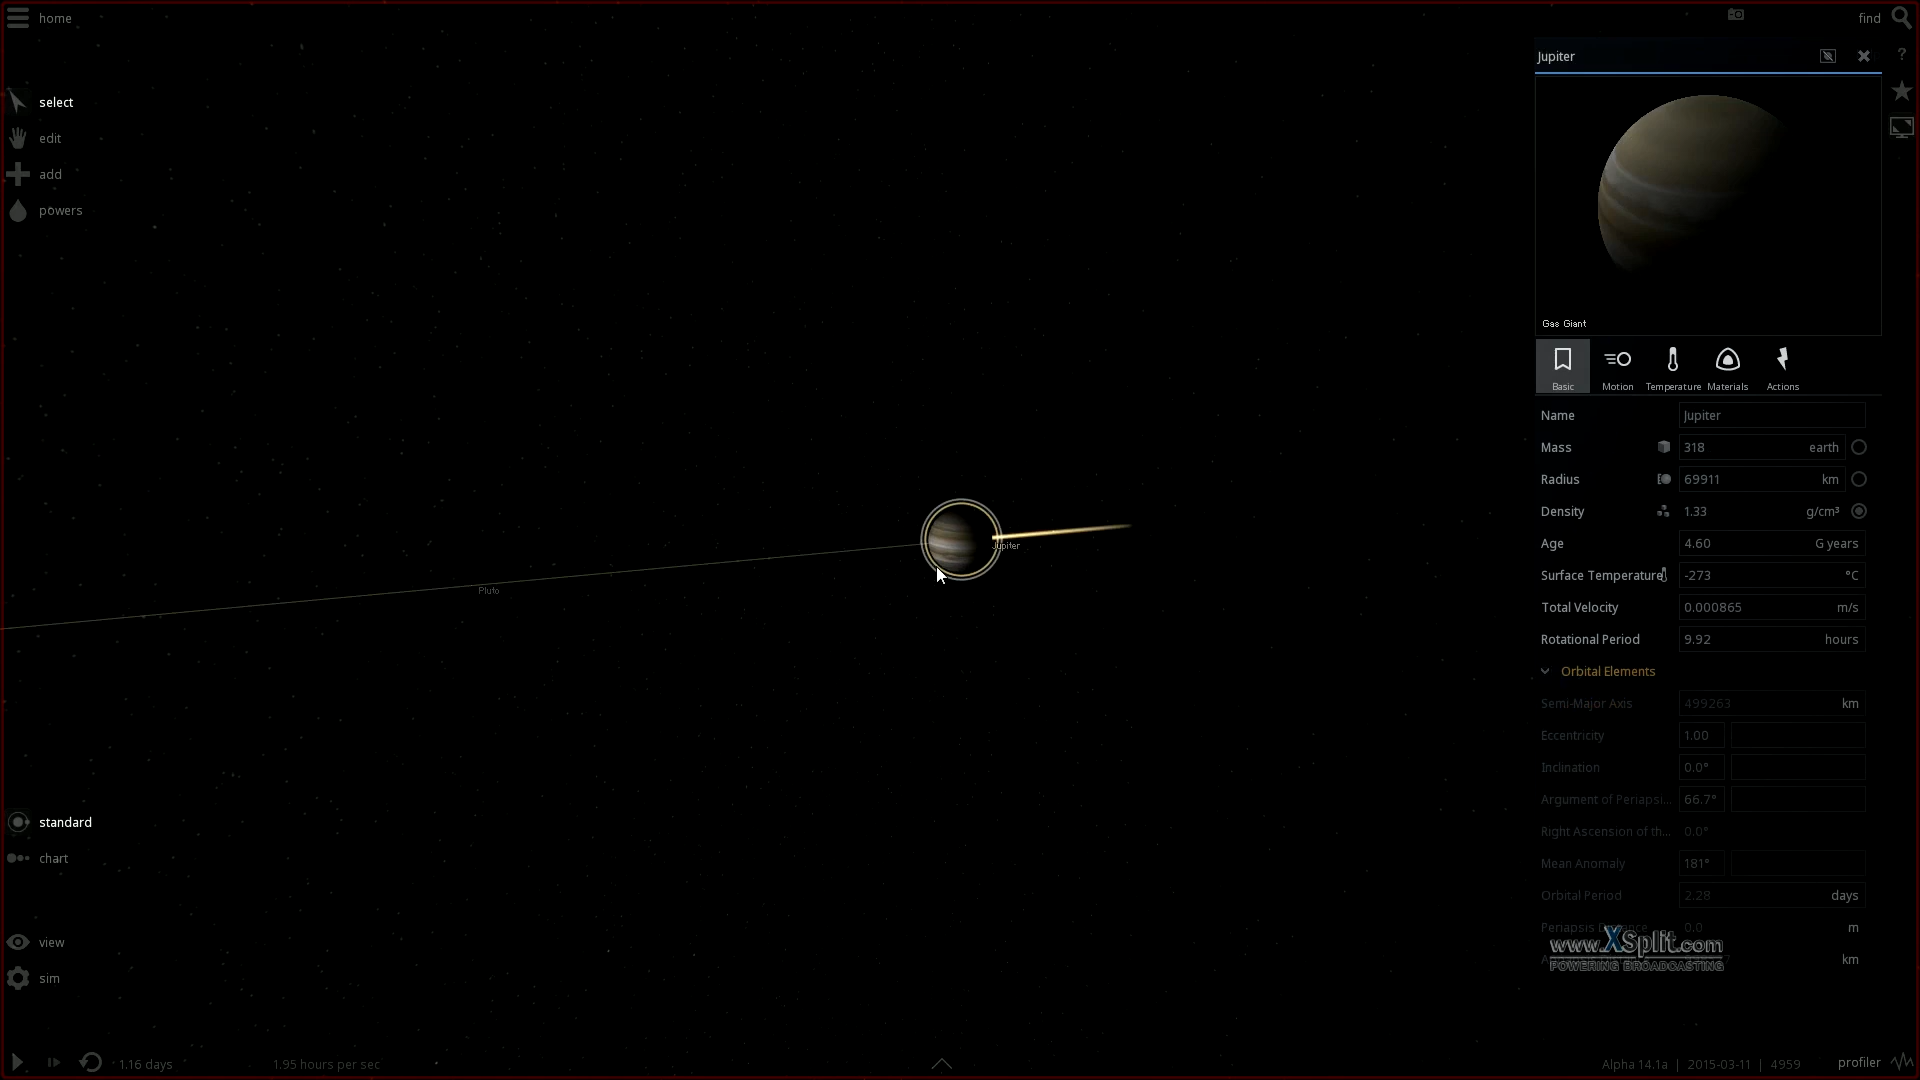 home
find
Jupiter
?
select
edit
add
powers
Gas Giant
Basic Motion Temperature Materials Actions
Name Jupiter
Mass 318 earth
Radius 69911 km
Density 1.33 g/cm³
Age 4.60 G years
Surface Temperature -273 °C
Total Velocity 0.000865 m/s
Rotational Period 9.92 hours
Orbital Elements
Semi-Major Axis 499263 km
Eccentricity 1.00
Inclination 0.0°
Argument of Periapsi... 66.7°
Right Ascension of th... 0.0°
Mean Anomaly 181°
Orbital Period 2.28 days
Periapsis 0.0 m
km
www.XSplit.com
POWERING BROADCASTING
Jupiter
Pluto
standard
chart
view
sim
1.16 days
1.95 hours per sec
Alpha 14.1a | 2015-03-11 | 4959
profiler